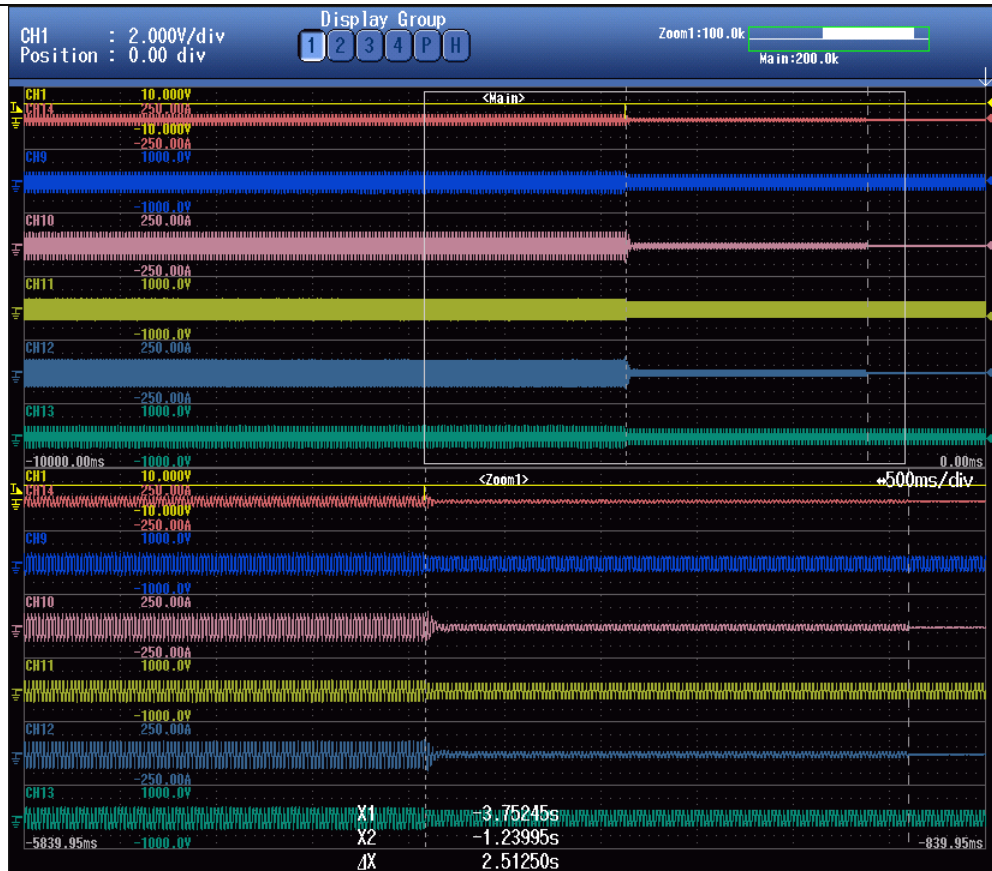 Display Group
CH1 : 2.000V/div
Position : 0.00 div
1 2 3 4 P H
Zoom1:100.0k
Main:200.0k
<Main>
CH1 10.000V
CH14 250.00A
-10.000V
-250.00A
CH9 1000.0V
-1000.0V
CH10 250.00A
-250.00A
CH11 1000.0V
-1000.0V
CH12 250.00A
-250.00A
CH13 1000.0V
-10000.00ms -1000.0V 0.00ms
<Zoom1>
CH1 10.000V
↔500ms/div
CH14 250.00A
-10.000V
-250.00A
CH9 1000.0V
-1000.0V
CH10 250.00A
-250.00A
CH11 1000.0V
-1000.0V
CH12 250.00A
-250.00A
CH13 1000.0V
X1 -3.75245s
X2 -1.23995s
-5839.95ms -1000.0V -839.95ms
ΔX 2.51250s